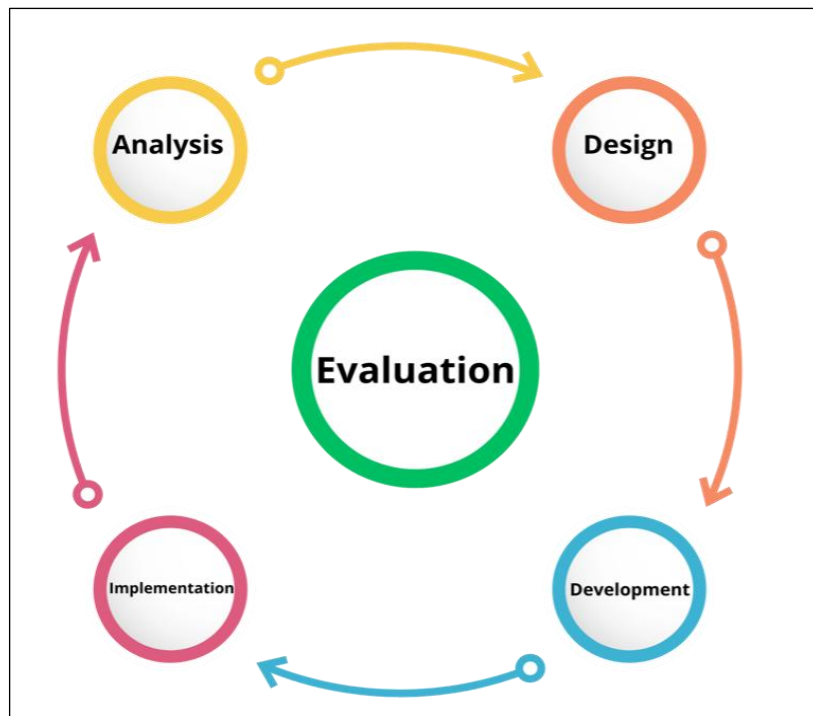 Analysis
Design
Evaluation
Implementation
Development